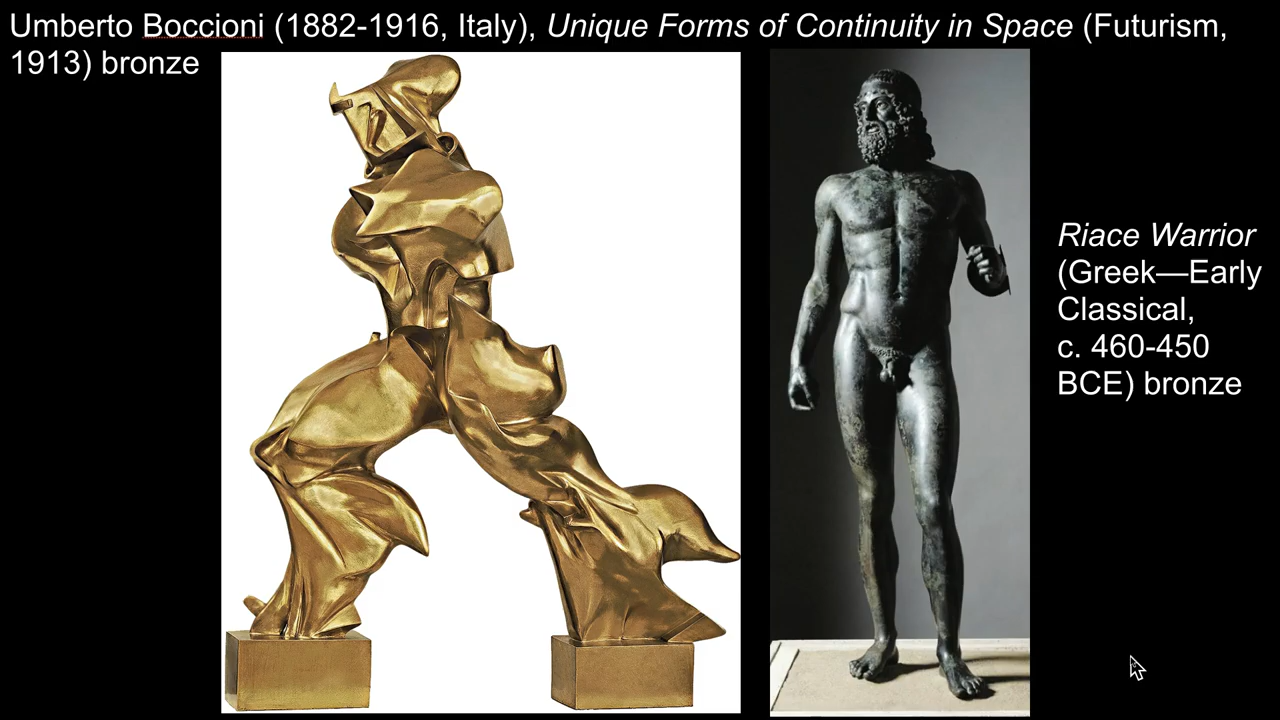 Umberto Boccioni (1882-1916, Italy), Unique Forms of Continuity in Space (Futurism,
1913) bronze
Riace Warrior
(Greek—Early
Classical,
c. 460-450
BCE) bronze